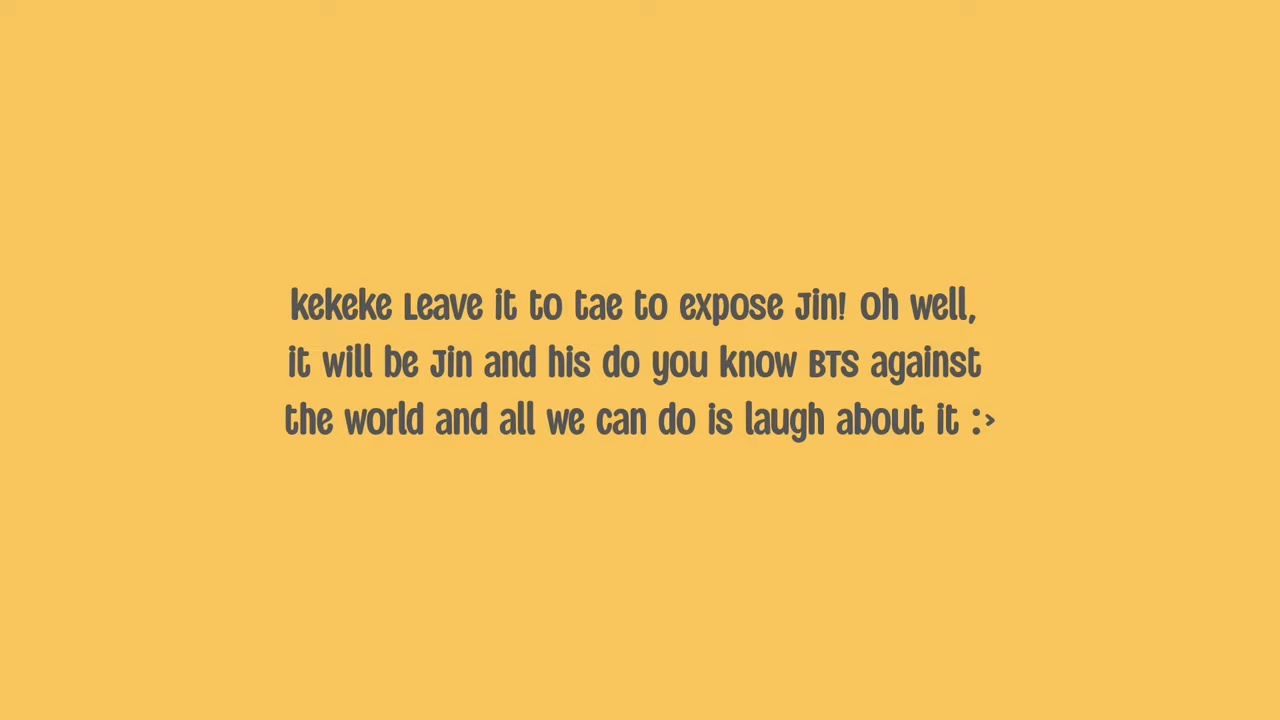 kekeke Leave it to tae to expose Jin! Oh well,
it will be Jin and his do you know BTS against
the world and all we can do is laugh about it :>